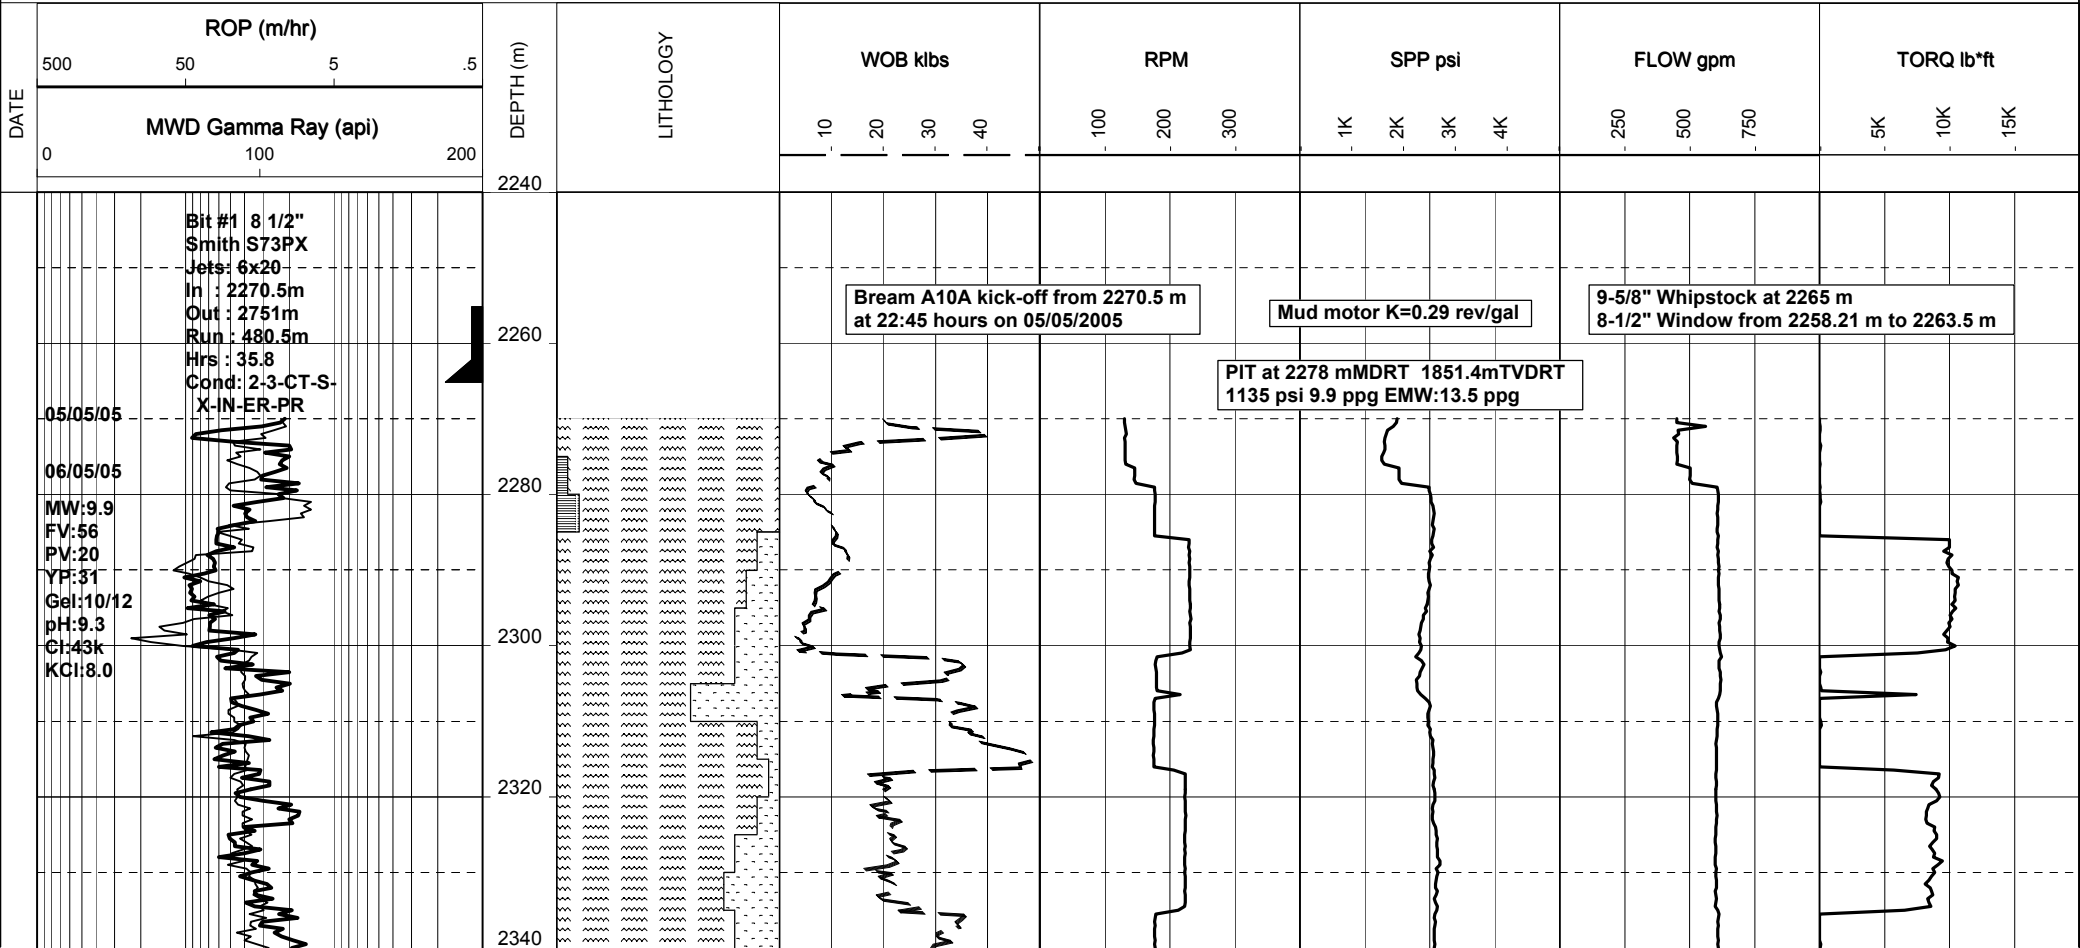 ROP (m/hr)
500 50 5 .5
MWD Gamma Ray (api)
0 100 200
DATE
DEPTH (m)
LITHOLOGY
WOB klbs
10 20 30 40
RPM
100 200 300
SPP psi
1K 2K 3K 4K
FLOW gpm
250 500 750
TORQ lb*ft
5K 10K 15K
Bit #1 8 1/2"
Smith S73PX
Jets: 6x20
In : 2270.5m
Out : 2751m
Run : 480.5m
Hrs : 35.8
Cond: 2-3-CT-S-
X-IN-ER-PR
05/05/05
06/05/05
MW:9.9
FV:56
PV:20
YP:31
Gel:10/12
pH:9.3
Cl:43k
KCl:8.0
2240
2260
2280
2300
2320
2340
Bream A10A kick-off from 2270.5 m
at 22:45 hours on 05/05/2005
Mud motor K=0.29 rev/gal
9-5/8" Whipstock at 2265 m
8-1/2" Window from 2258.21 m to 2263.5 m
PIT at 2278 mMDRT 1851.4mTVDRT
1135 psi 9.9 ppg EMW:13.5 ppg